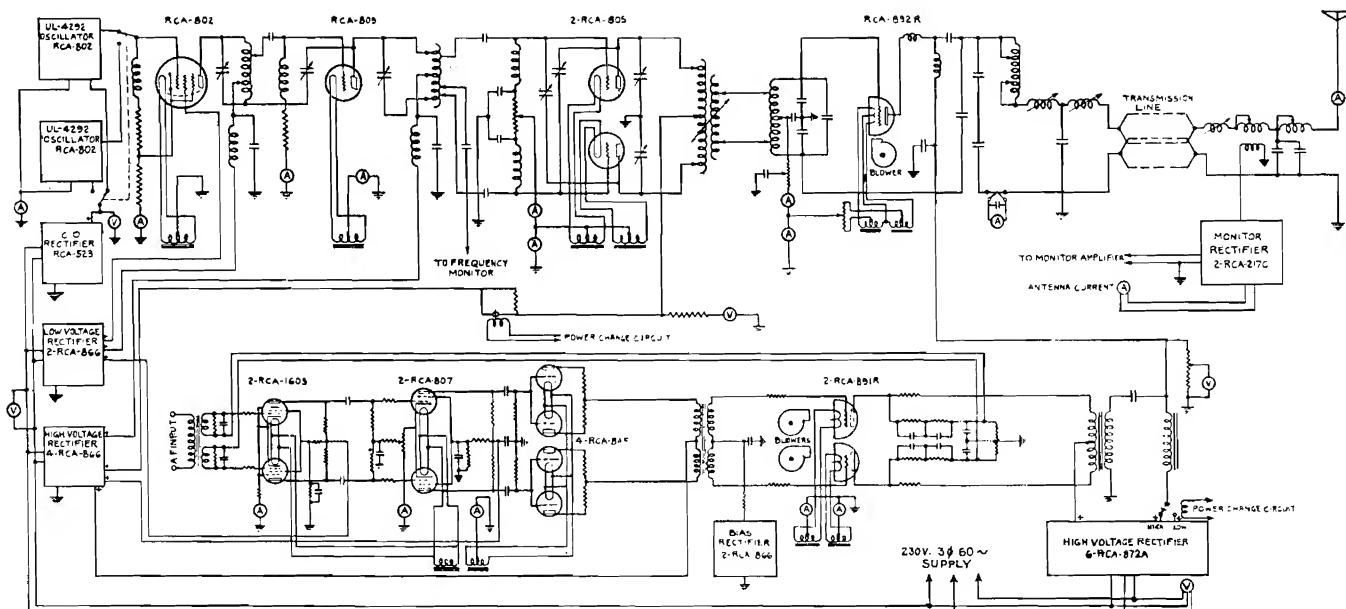 RCA-802
RCA-809
2-RCA-805
RCA-892R
UL-4292
OSCILLATOR
RCA-802
UL-4292
OSCILLATOR
RCA-802
TRANSMISSION
LINE
BLOWER
A
A
A
A
A
A
A
A
A
A
V
C.O
RECTIFIER
RCA-523
TO FREQUENCY
MONITOR
MONITOR
RECTIFIER
2-RCA-217C
TO MONITOR AMPLIFIER
ANTENNA CURRENT
A
LOW VOLTAGE
RECTIFIER
2-RCA-866
POWER CHANGE CIRCUIT
V
V
HIGH VOLTAGE
RECTIFIER
4-RCA-866
2-RCA-1603
2-RCA-807
2-RCA-891R
V
AF INPUT
BLOWERS
A
A
A
A
A
BIAS
RECTIFIER
2-RCA 866
HIGH
LOW
POWER CHANGE CIRCUIT
HIGH VOLTAGE RECTIFIER
6-RCA-872A
230V. 3ϕ 60~
SUPPLY
V